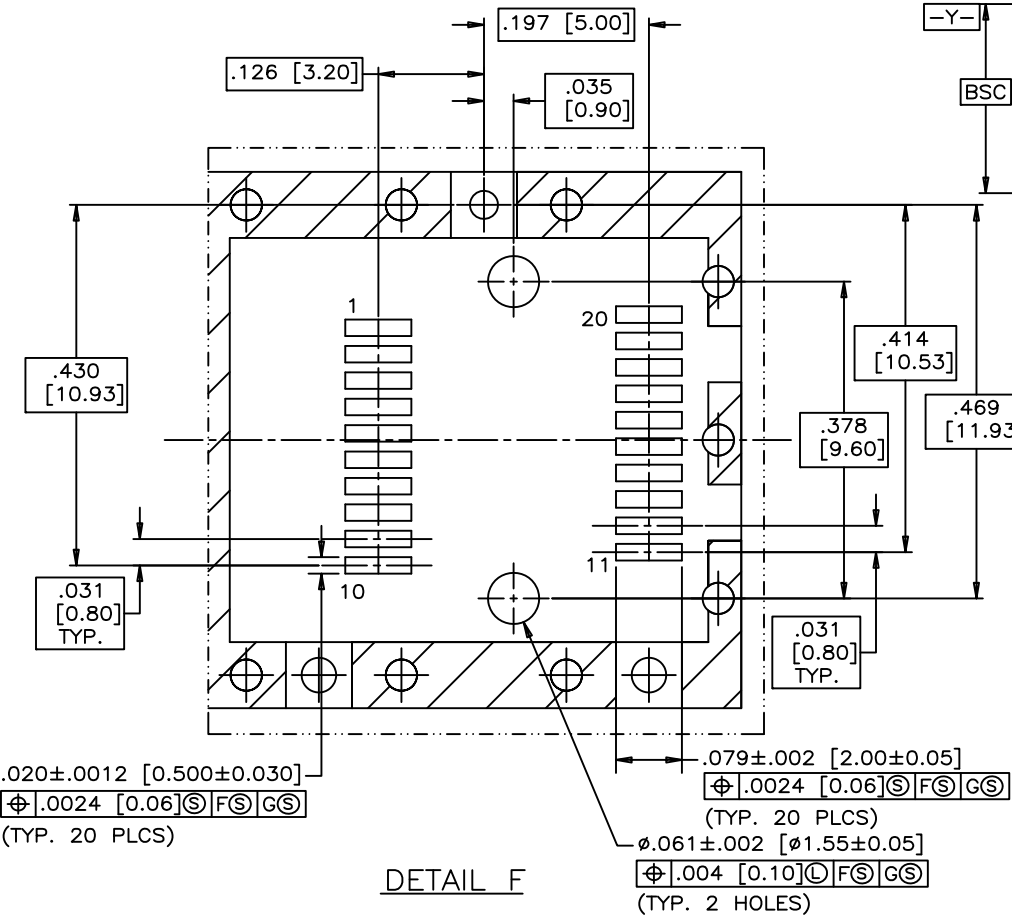 .197 [5.00]
-Y-
.126 [3.20]
.035
[0.90]
BSC
1
20
.430
[10.93]
.414
[10.53]
.378
[9.60]
.469
[11.93
.031
[0.80]
TYP.
10
11
.031
[0.80]
TYP.
.020±.0012 [0.500±0.030]
⌖ .0024 [0.06]Ⓢ FⓈ GⓈ
(TYP. 20 PLCS)
.079±.002 [2.00±0.05]
⌖ .0024 [0.06]Ⓢ FⓈ GⓈ
(TYP. 20 PLCS)
ø.061±.002 [ø1.55±0.05]
⌖ .004 [0.10]Ⓛ FⓈ GⓈ
(TYP. 2 HOLES)
DETAIL F